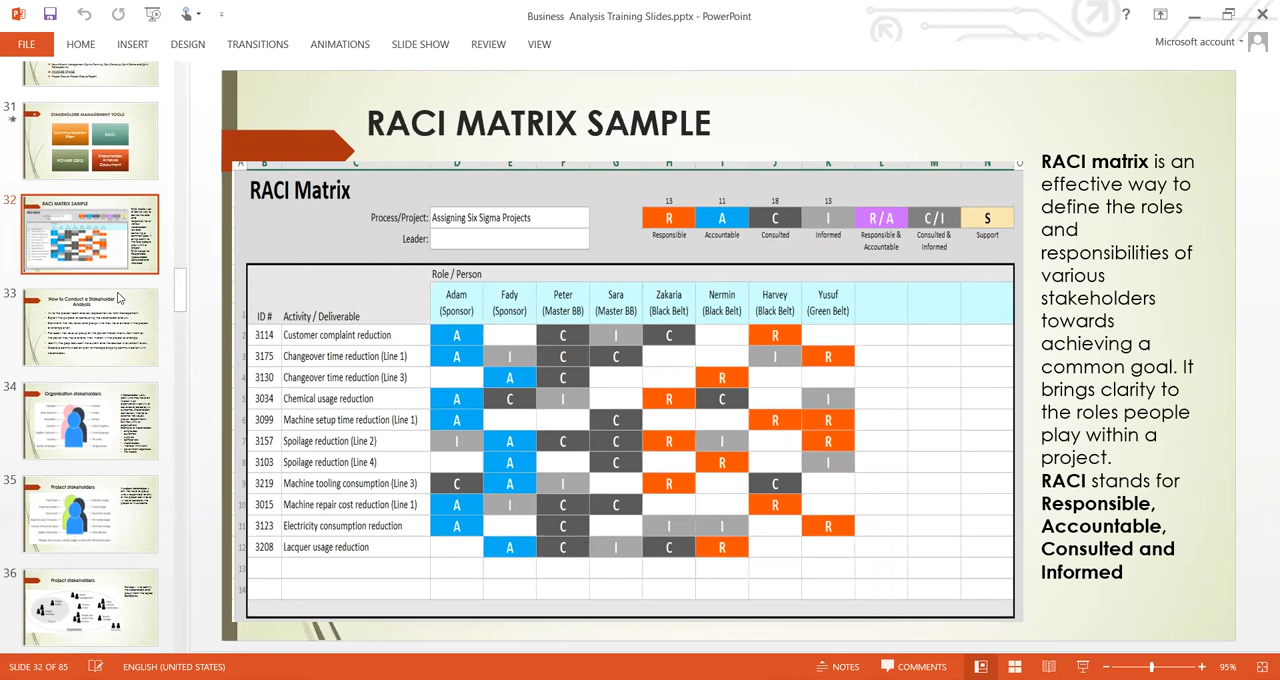 Business Analysis Training Slides.pptx - PowerPoint
?
FILE HOME INSERT DESIGN TRANSITIONS ANIMATIONS SLIDE SHOW REVIEW VIEW
Microsoft account
31
STAKEHOLDER MANAGEMENT TOOLS
Communication Plan
RACI
POWER GRID
Stakeholder Analysis Document
32
RACI MATRIX SAMPLE
33
How to Conduct a Stakeholder Analysis
34
Organisation stakeholders
35
Project stakeholders
36
Project stakeholders
RACI MATRIX SAMPLE
RACI Matrix
Process/Project: Assigning Six Sigma Projects
Leader:
13 11 18 13
R A C I R/A C/I S
Responsible Accountable Consulted Informed Responsible & Accountable Consulted & Informed Support
Role / Person
Adam Fady Peter Sara Zakaria Nermin Harvey Yusuf
ID # Activity / Deliverable (Sponsor) (Sponsor) (Master BB) (Master BB) (Black Belt) (Black Belt) (Black Belt) (Green Belt)
3114 Customer complaint reduction A C I C R
3175 Changeover time reduction (Line 1) A I C C I R
3130 Changeover time reduction (Line 3) A C R
3034 Chemical usage reduction A C I R C I
3099 Machine setup time reduction (Line 1) A C R R
3157 Spoilage reduction (Line 2) I A C C R I R
3103 Spoilage reduction (Line 4) A C R I
3219 Machine tooling consumption (Line 3) C A I R C
3015 Machine repair cost reduction (Line 1) A I C C R
3123 Electricity consumption reduction A C I I R
3208 Lacquer usage reduction A C I C R
RACI matrix is an
effective way to
define the roles
and
responsibilities of
various
stakeholders
towards
achieving a
common goal. It
brings clarity to
the roles people
play within a
project.
RACI stands for
Responsible,
Accountable,
Consulted and
Informed
SLIDE 32 OF 85 ENGLISH (UNITED STATES) NOTES COMMENTS 95%